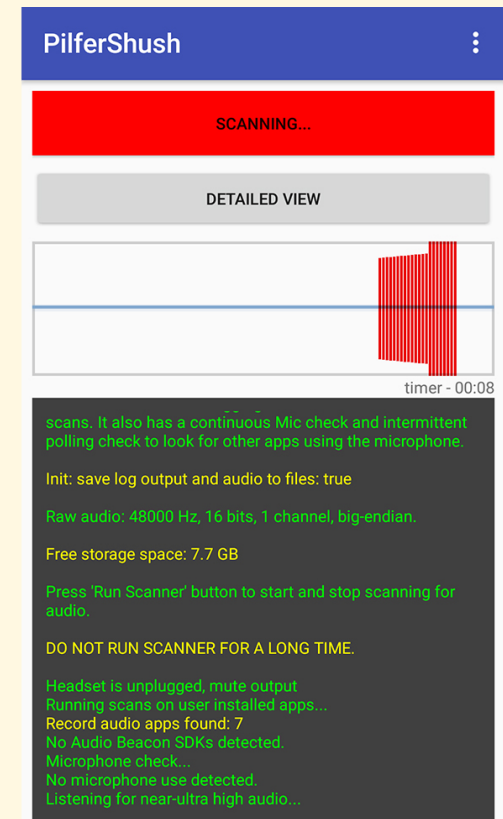 PilferShush
SCANNING...
DETAILED VIEW
timer - 00:08
scans. It also has a continuous Mic check and intermittent
polling check to look for other apps using the microphone.
Init: save log output and audio to files: true
Raw audio: 48000 Hz, 16 bits, 1 channel, big-endian.
Free storage space: 7.7 GB
Press 'Run Scanner' button to start and stop scanning for
audio.
DO NOT RUN SCANNER FOR A LONG TIME.
Headset is unplugged, mute output
Running scans on user installed apps...
Record audio apps found: 7
No Audio Beacon SDKs detected.
Microphone check...
No microphone use detected.
Listening for near-ultra high audio...